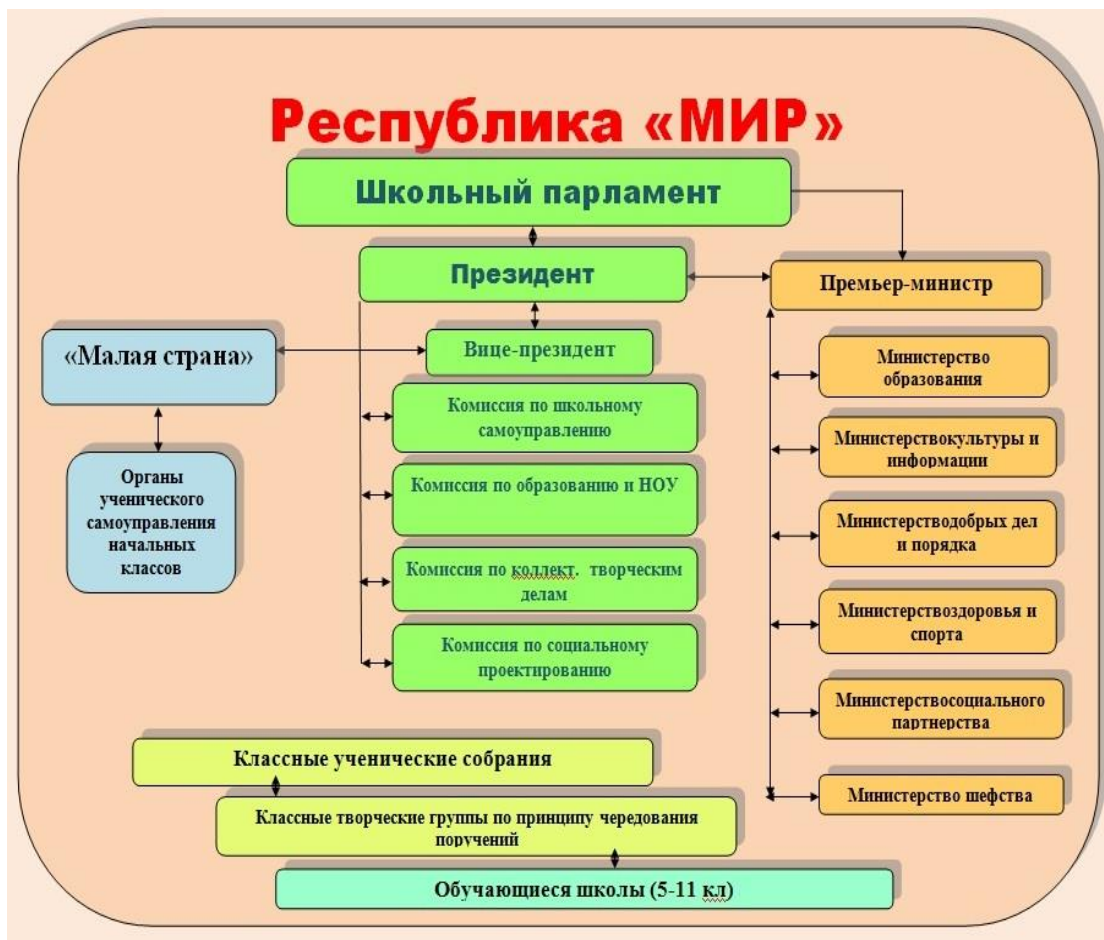 Республика «МИР»
Школьный парламент
Президент
Премьер-министр
«Малая страна»
Вице-президент
Органы
ученического
самоуправления
начальных
классов
Комиссия по школьному
самоуправлению
Комиссия по образованию и НОУ
Комиссия по коллект. творческим
делам
Комиссия по социальному
проектированию
Министерство
образования
Министерствокультуры и
информации
Министерстводобрых дел
и порядка
Министерствоздоровья и
спорта
Министерствосоциального
партнерства
Министерство шефства
Классные ученические собрания
Классные творческие группы по принципу чередования
поручений
Обучающиеся школы (5-11 кл)